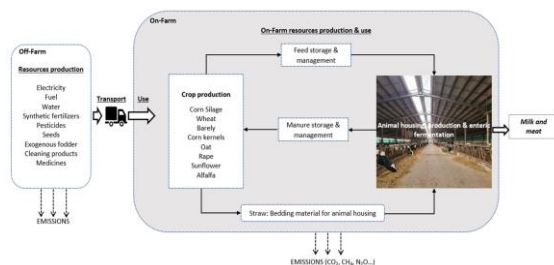 Off-Farm
Resources production
Electricity
Fuel
Water
Synthetic fertilizers
Pesticides
Seeds
Exogenous fodder
Cleaning products
Medicines
EMISSIONS
Transport
Use
On-Farm
On-Farm resources production & use
Feed storage &
management
Crop production
Corn Silage
Wheat
Barely
Corn kernels
Oat
Rape
Sunflower
Alfalfa
Manure storage &
management
Animal housing, production & enteric
fermentation
Straw: Bedding material for animal housing
Milk and
meat
EMISSIONS (CO₂, CH₄, N₂O...)